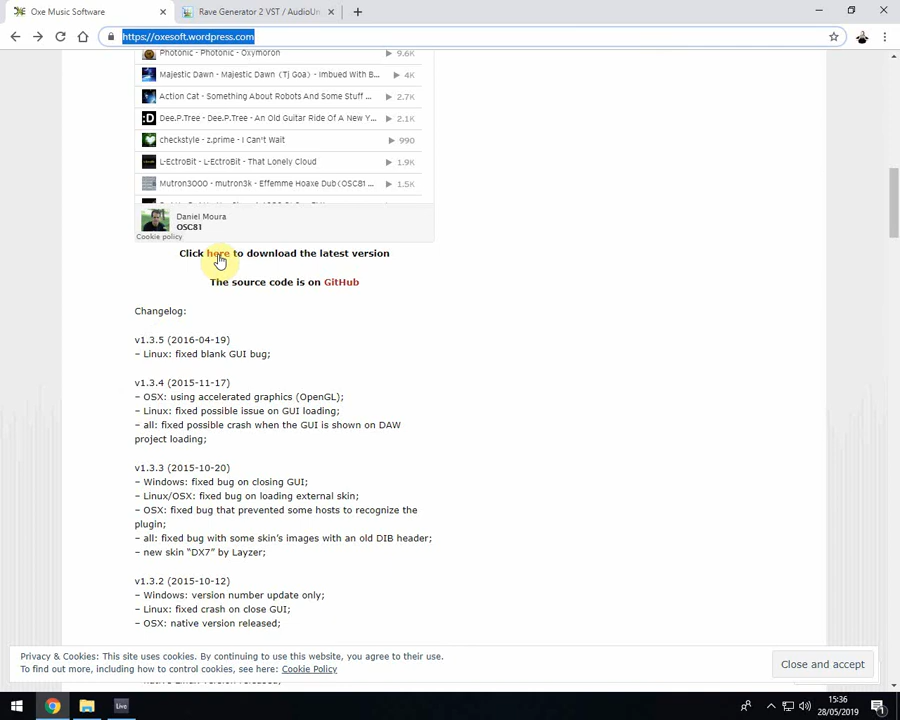 Oxe Music Software
Rave Generator 2 VST / AudioUn
https://oxesoft.wordpress.com
Photonic - Photonic - Oxymoron 9.6K
Majestic Dawn - Majestic Dawn (Tj Goa) - Imbued With B... 4K
Action Cat - Something About Robots And Some Stuff ... 2.7K
Dee.P.Tree - Dee.P.Tree - An Old Guitar Ride Of A New Y... 2.1K
checkstyle - z.prime - I Can't Wait 990
L-EctroBit - L-EctroBit - That Lonely Cloud 1.9K
Mutron3000 - mutron3k - Effemme Hoaxe Dub(OSC81 ... 1.5K
Daniel Moura
OSC81
Cookie policy
Click here to download the latest version
The source code is on GitHub
Changelog:
v1.3.5 (2016-04-19)
– Linux: fixed blank GUI bug;
v1.3.4 (2015-11-17)
– OSX: using accelerated graphics (OpenGL);
– Linux: fixed possible issue on GUI loading;
– all: fixed possible crash when the GUI is shown on DAW
project loading;
v1.3.3 (2015-10-20)
– Windows: fixed bug on closing GUI;
– Linux/OSX: fixed bug on loading external skin;
– OSX: fixed bug that prevented some hosts to recognize the
plugin;
– all: fixed bug with some skin's images with an old DIB header;
– new skin “DX7” by Layzer;
v1.3.2 (2015-10-12)
– Windows: version number update only;
– Linux: fixed crash on close GUI;
– OSX: native version released;
Privacy & Cookies: This site uses cookies. By continuing to use this website, you agree to their use.
To find out more, including how to control cookies, see here: Cookie Policy
Close and accept
Live
15:36
28/05/2019
1